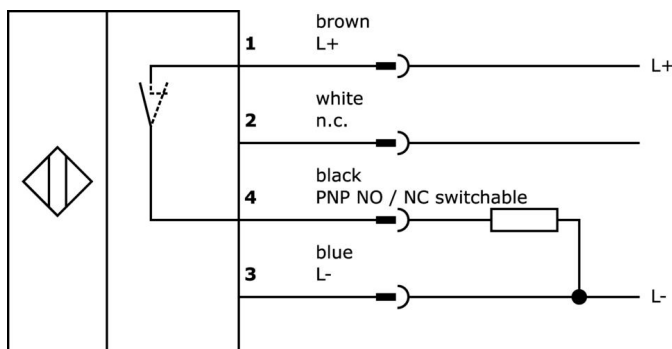 brown
1 L+ L+
white
2 n.c.
black
4 PNP NO / NC switchable
blue
3 L- L-